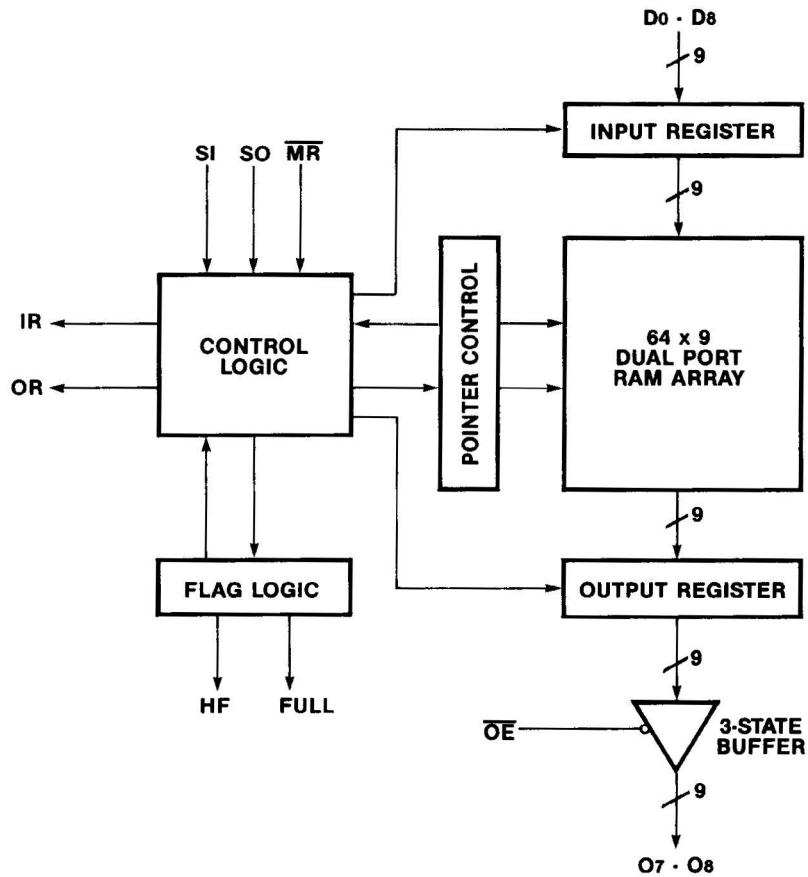 D0 - D8
9
INPUT REGISTER
SI SO MR
9
IR
CONTROL
LOGIC
OR
POINTER CONTROL
64 x 9
DUAL PORT
RAM ARRAY
9
FLAG LOGIC
OUTPUT REGISTER
9
HF FULL
OE
3-STATE
BUFFER
9
O7 - O8